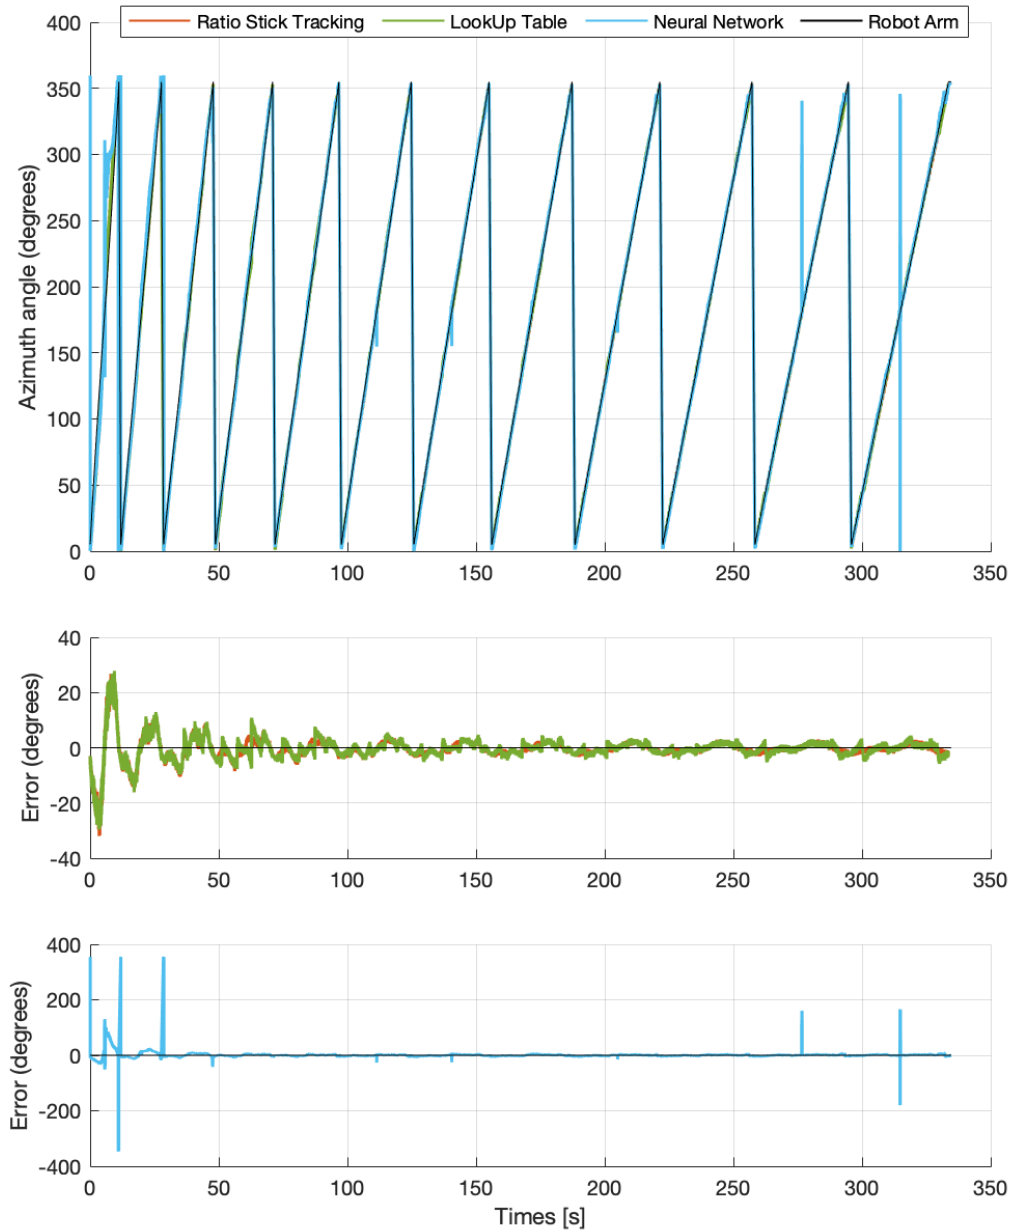 Ratio Stick Tracking LookUp Table Neural Network Robot Arm
400
350
300
250
200
150
100
50
0
Azimuth angle (degrees)
0 50 100 150 200 250 300 350
40
20
0
-20
-40
Error (degrees)
0 50 100 150 200 250 300 350
400
200
0
-200
-400
Error (degrees)
0 50 100 150 200 250 300 350
Times [s]